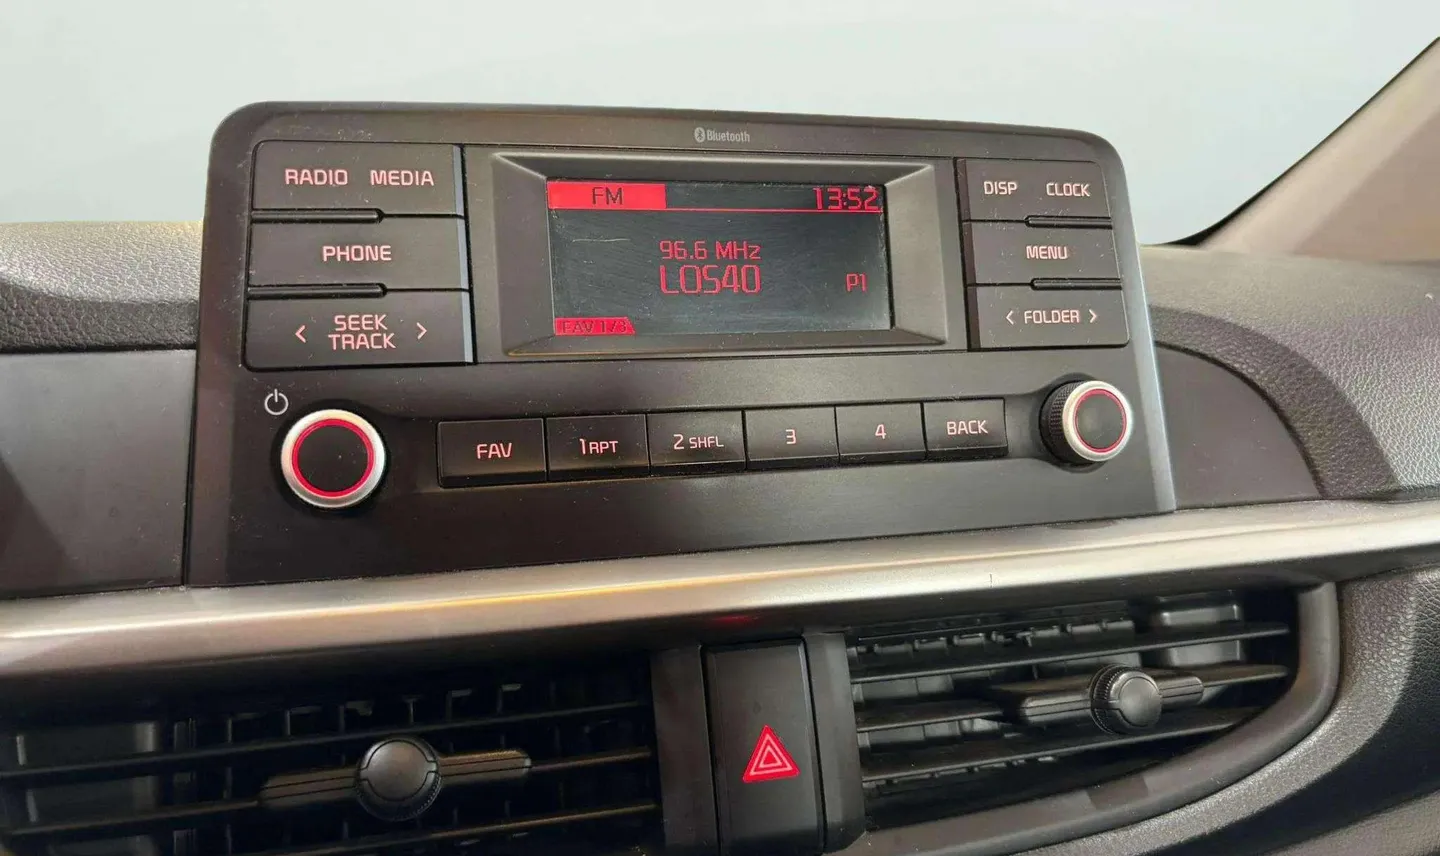 Bluetooth
RADIO MEDIA
PHONE
< SEEK TRACK >
FM 13:52
96.6 MHz
LOS40
P1
FAV 1/3
DISP CLOCK
MENU
< FOLDER >
FAV 1 RPT 2 SHFL 3 4 BACK